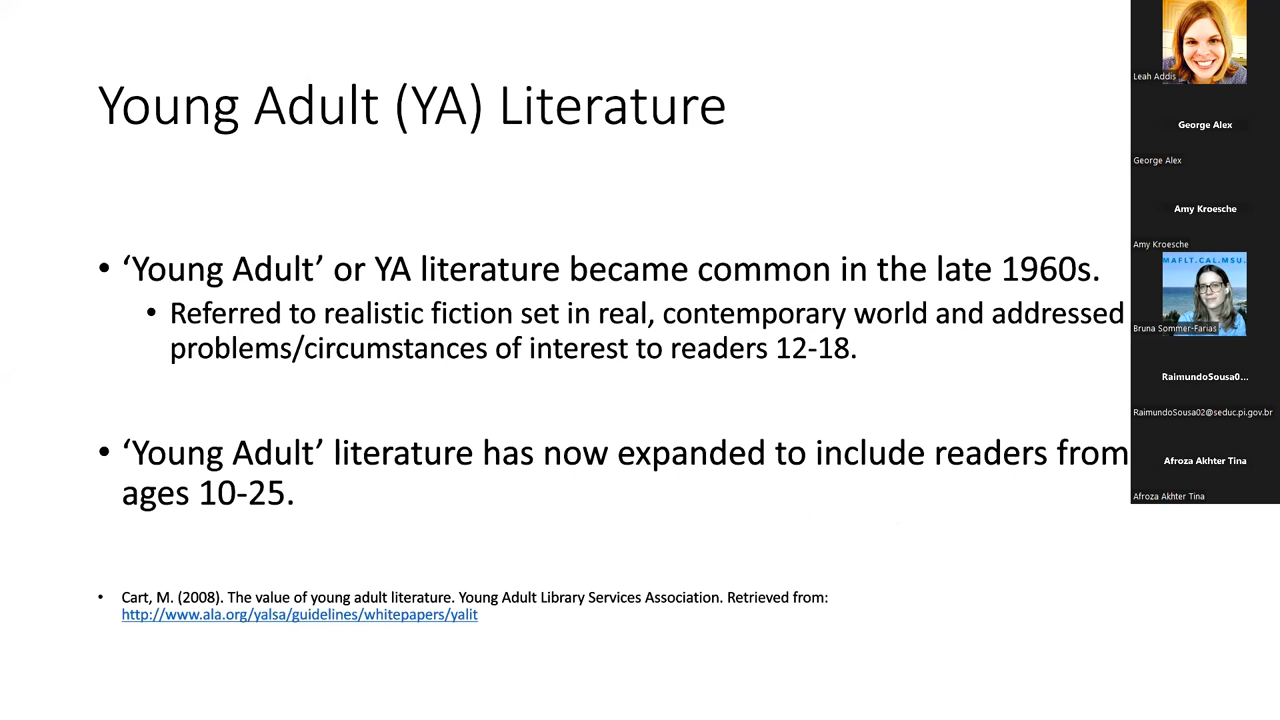 Young Adult (YA) Literature
• ‘Young Adult’ or YA literature became common in the late 1960s.
• Referred to realistic fiction set in real, contemporary world and addressed
problems/circumstances of interest to readers 12-18.
• ‘Young Adult’ literature has now expanded to include readers from
ages 10-25.
• Cart, M. (2008). The value of young adult literature. Young Adult Library Services Association. Retrieved from:
http://www.ala.org/yalsa/guidelines/whitepapers/yalit
Leah Addis
George Alex
George Alex
Amy Kroesche
Amy Kroesche
MAFLT.CAL.MSU.
Bruna Sommer-Farias
RaimundoSousa0...
RaimundoSousa02@seduc.pi.gov.br
Afroza Akhter Tina
Afroza Akhter Tina